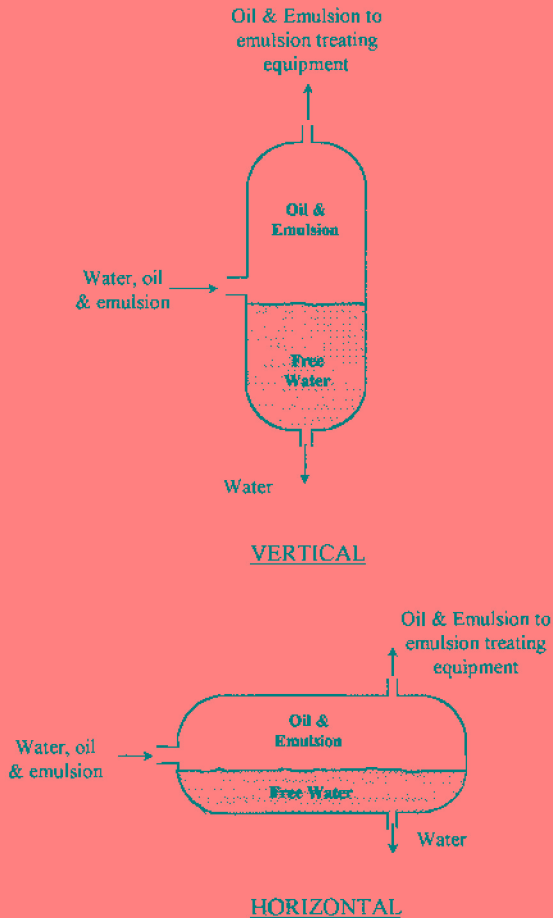 Oil & Emulsion to
emulsion treating
equipment
Oil &
Emulsion
Water, oil
& emulsion
Free
Water
Water
VERTICAL
Oil & Emulsion to
emulsion treating
equipment
Oil &
Emulsion
Water, oil
& emulsion
Free Water
Water
HORIZONTAL